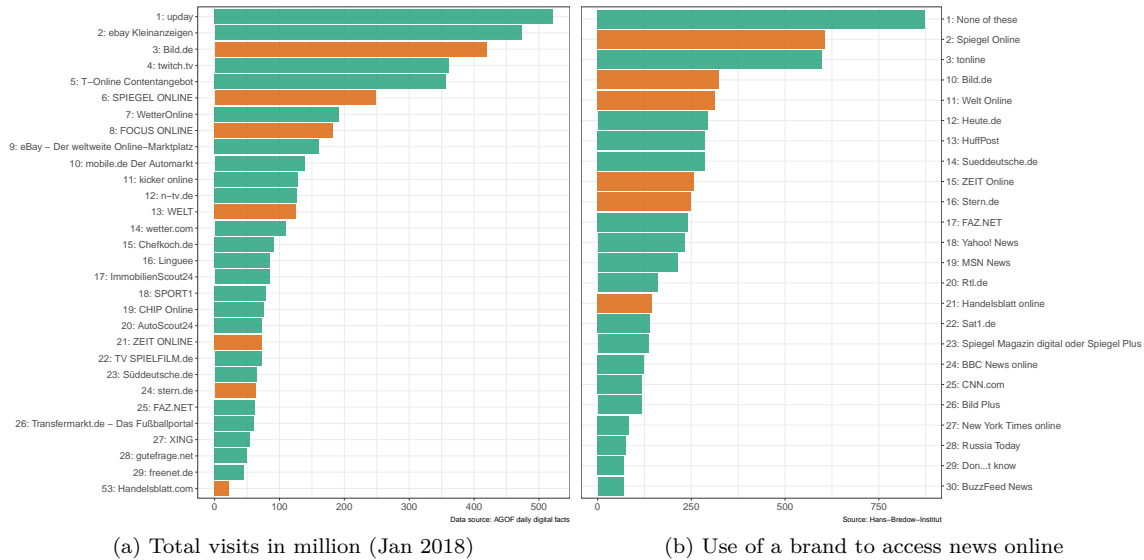 1: upday
2: ebay Kleinanzeigen
3: Bild.de
4: twitch.tv
5: T−Online Contentangebot
6: SPIEGEL ONLINE
7: WetterOnline
8: FOCUS ONLINE
9: eBay − Der weltweite Online−Marktplatz
10: mobile.de Der Automarkt
11: kicker online
12: n−tv.de
13: WELT
14: wetter.com
15: Chefkoch.de
16: Linguee
17: ImmobilienScout24
18: SPORT1
19: CHIP Online
20: AutoScout24
21: ZEIT ONLINE
22: TV SPIELFILM.de
23: Süddeutsche.de
24: stern.de
25: FAZ.NET
26: Transfermarkt.de − Das Fußballportal
27: XING
28: gutefrage.net
29: freenet.de
53: Handelsblatt.com
0 100 200 300 400 500
Data source: AGOF daily digital facts
(a) Total visits in million (Jan 2018)
1: None of these
2: Spiegel Online
3: tonline
10: Bild.de
11: Welt Online
12: Heute.de
13: HuffPost
14: Sueddeutsche.de
15: ZEIT Online
16: Stern.de
17: FAZ.NET
18: Yahoo! News
19: MSN News
20: Rtl.de
21: Handelsblatt online
22: Sat1.de
23: Spiegel Magazin digital oder Spiegel Plus
24: BBC News online
25: CNN.com
26: Bild Plus
27: New York Times online
28: Russia Today
29: Don...t know
30: BuzzFeed News
0 250 500 750
Source: Hans−Bredow−Institut
(b) Use of a brand to access news online